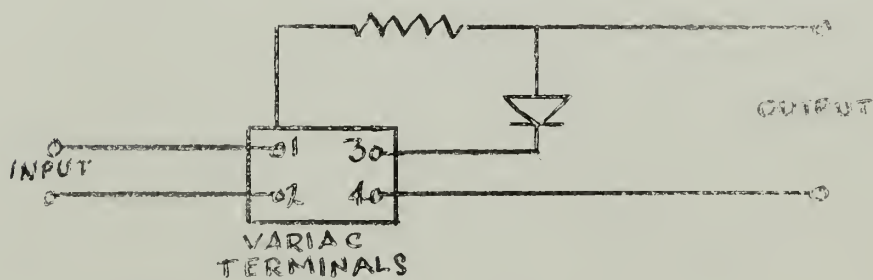 OUTPUT
1 3
INPUT
2 4
VARIAC
TERMINALS